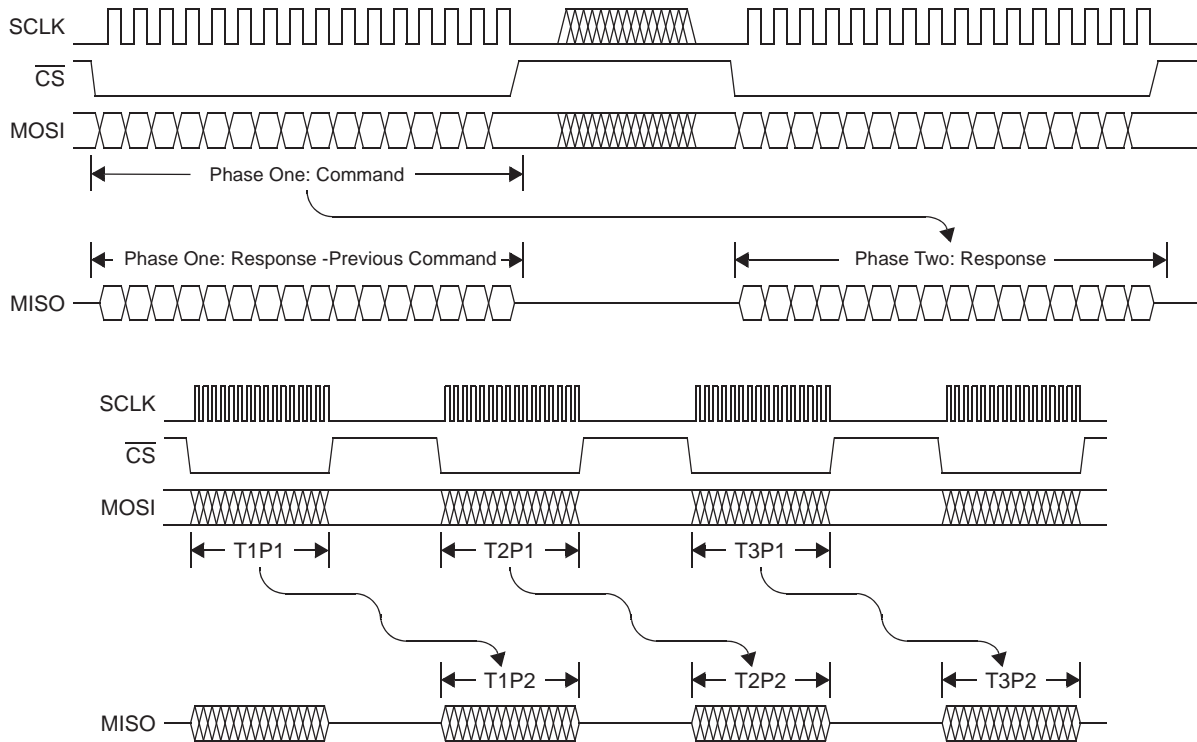 SCLK
CS
MOSI
Phase One: Command
Phase One: Response -Previous Command
Phase Two: Response
MISO
SCLK
CS
MOSI
T1P1
T2P1
T3P1
T1P2
T2P2
T3P2
MISO